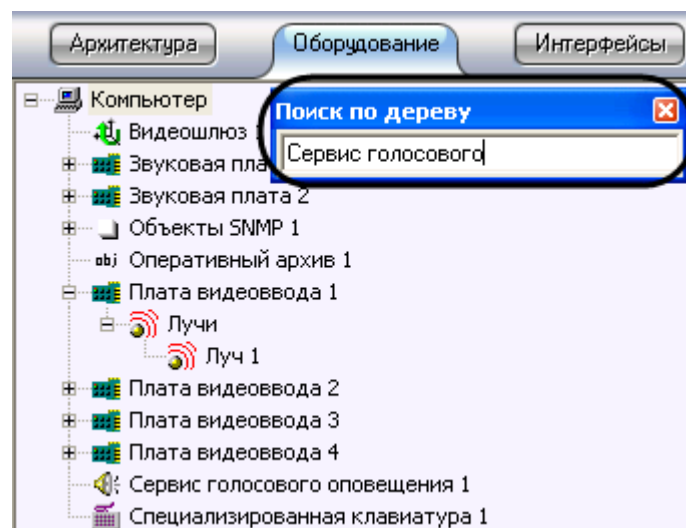 Архитектура Оборудование Интерфейсы
Компьютер
Поиск по дереву
Видеошлюз
Сервис голосового
Звуковая
Звуковая плата 2
Объекты SNMP 1
obj Оперативный архив 1
Плата видеоввода 1
Лучи
Луч 1
Плата видеоввода 2
Плата видеоввода 3
Плата видеоввода 4
Сервис голосового оповещения 1
Специализированная клавиатура 1